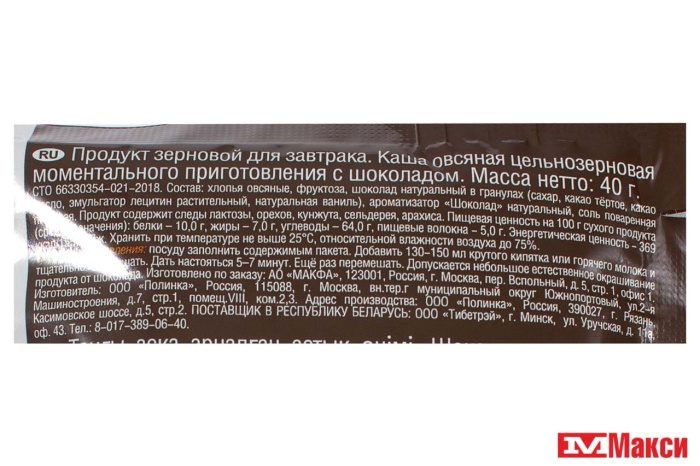 RU Продукт зерновой для завтрака. Каша овсяная цельнозерновая
моментального приготовления с шоколадом. Масса нетто: 40 г.
СТО 66330354-021-2018. Состав: хлопья овсяные, фруктоза, шоколад натуральный в гранулах (сахар, какао тёртое, какао
масло, эмульгатор лецитин растительный, натуральная ваниль), ароматизатор «Шоколад» натуральный, соль поваренная
пищевая. Продукт содержит следы лактозы, орехов, кунжута, сельдерея, арахиса. Пищевая ценность на 100 г сухого продукта
(средние значения): белки - 10,0 г, жиры - 7,0 г, углеводы – 64,0 г, пищевые волокна – 5,0 г. Энергетическая ценность - 369
Хранить при температуре не выше 25°С, относительной влажности воздуха до 75%.
посуду заполнить содержимым пакета. Добавить 130-150 мл крутого кипятка или горячего молока и
тщательно Дать настояться 5–7 минут. Ещё раз перемешать. Допускается небольшое естественное окрашивание
продукта от шоколада. Изготовлено по заказу: АО «МАКФА», 123001, Россия, г. Москва, пер. Вспольный, д.5, стр.1, офис1.
Изготовитель: ООО «Полинка», Россия, 115088, г. Москва, вн.тер.г муниципальный округ Южнопортовый, ул.2-я
Машиностроения, д.7, стр.1, помещ.VIII, ком.2,3. Адрес производства: ООО «Полинка», Россия, 390027, г. Рязань,
Касимовское шоссе, д.5, стр.2. ПОСТАВЩИК В РЕСПУБЛИКУ БЕЛАРУСЬ: ООО «Тибетрэй», г. Минск, ул. Уручская, д.11а,
оф. 43. Тел.: 8-017-389-06-40.
Макси